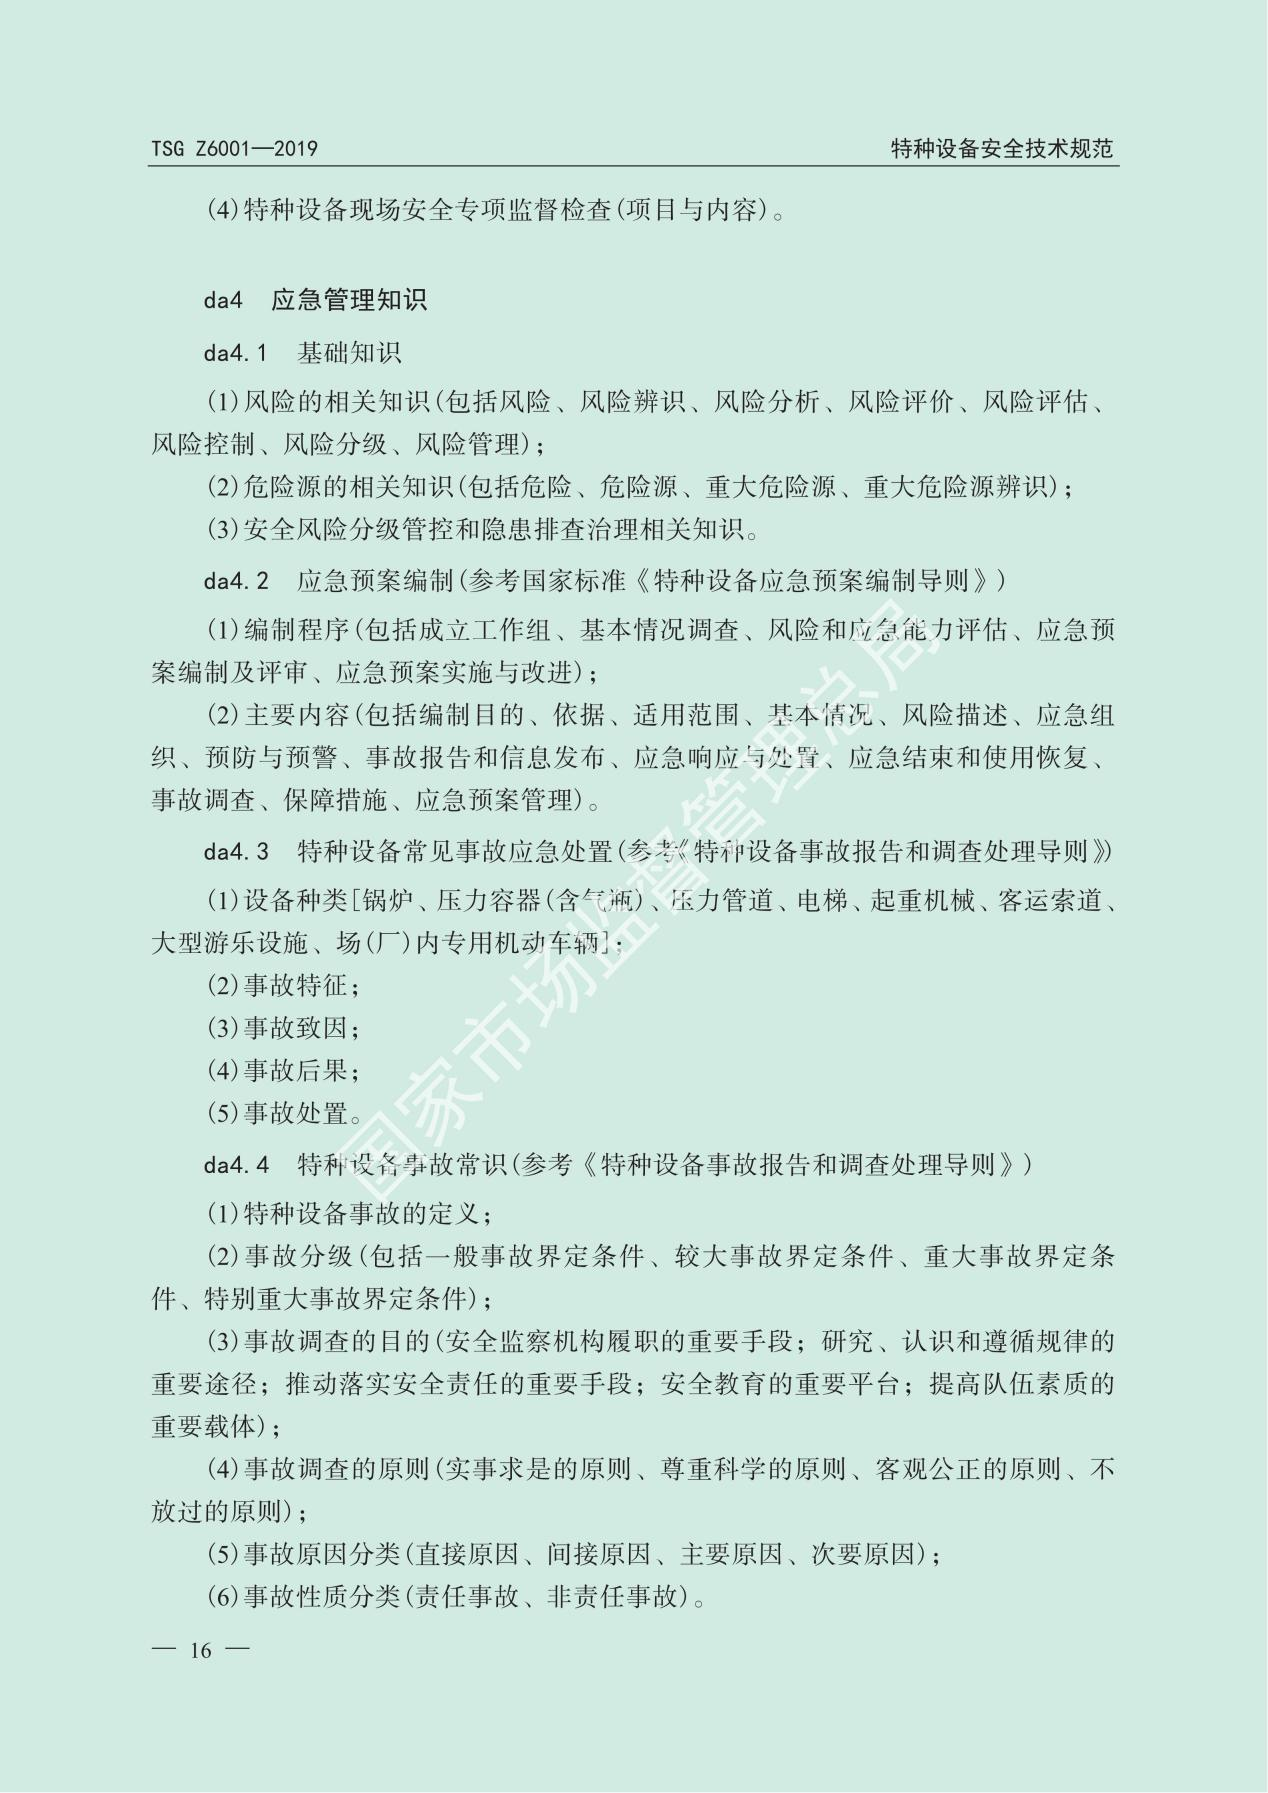 TSG Z6001—2019 特种设备安全技术规范
(4)特种设备现场安全专项监督检查(项目与内容)。
da4 应急管理知识
da4.1 基础知识
(1)风险的相关知识(包括风险、风险辨识、风险分析、风险评价、风险评估、
风险控制、风险分级、风险管理);
(2)危险源的相关知识(包括危险、危险源、重大危险源、重大危险源辨识);
(3)安全风险分级管控和隐患排查治理相关知识。
da4.2 应急预案编制(参考国家标准《特种设备应急预案编制导则》)
(1)编制程序(包括成立工作组、基本情况调查、风险和应急能力评估、应急预
案编制及评审、应急预案实施与改进);
(2)主要内容(包括编制目的、依据、适用范围、基本情况、风险描述、应急组
织、预防与预警、事故报告和信息发布、应急响应与处置、应急结束和使用恢复、
事故调查、保障措施、应急预案管理)。
da4.3 特种设备常见事故应急处置(参考《特种设备事故报告和调查处理导则》)
(1)设备种类[锅炉、压力容器(含气瓶)、压力管道、电梯、起重机械、客运索道、
大型游乐设施、场(厂)内专用机动车辆];
(2)事故特征;
(3)事故致因;
(4)事故后果;
(5)事故处置。
da4.4 特种设备事故常识(参考《特种设备事故报告和调查处理导则》)
(1)特种设备事故的定义;
(2)事故分级(包括一般事故界定条件、较大事故界定条件、重大事故界定条
件、特别重大事故界定条件);
(3)事故调查的目的(安全监察机构履职的重要手段;研究、认识和遵循规律的
重要途径;推动落实安全责任的重要手段;安全教育的重要平台;提高队伍素质的
重要载体);
(4)事故调查的原则(实事求是的原则、尊重科学的原则、客观公正的原则、不
放过的原则);
(5)事故原因分类(直接原因、间接原因、主要原因、次要原因);
(6)事故性质分类(责任事故、非责任事故)。
— 16 —
国家市场监督管理总局